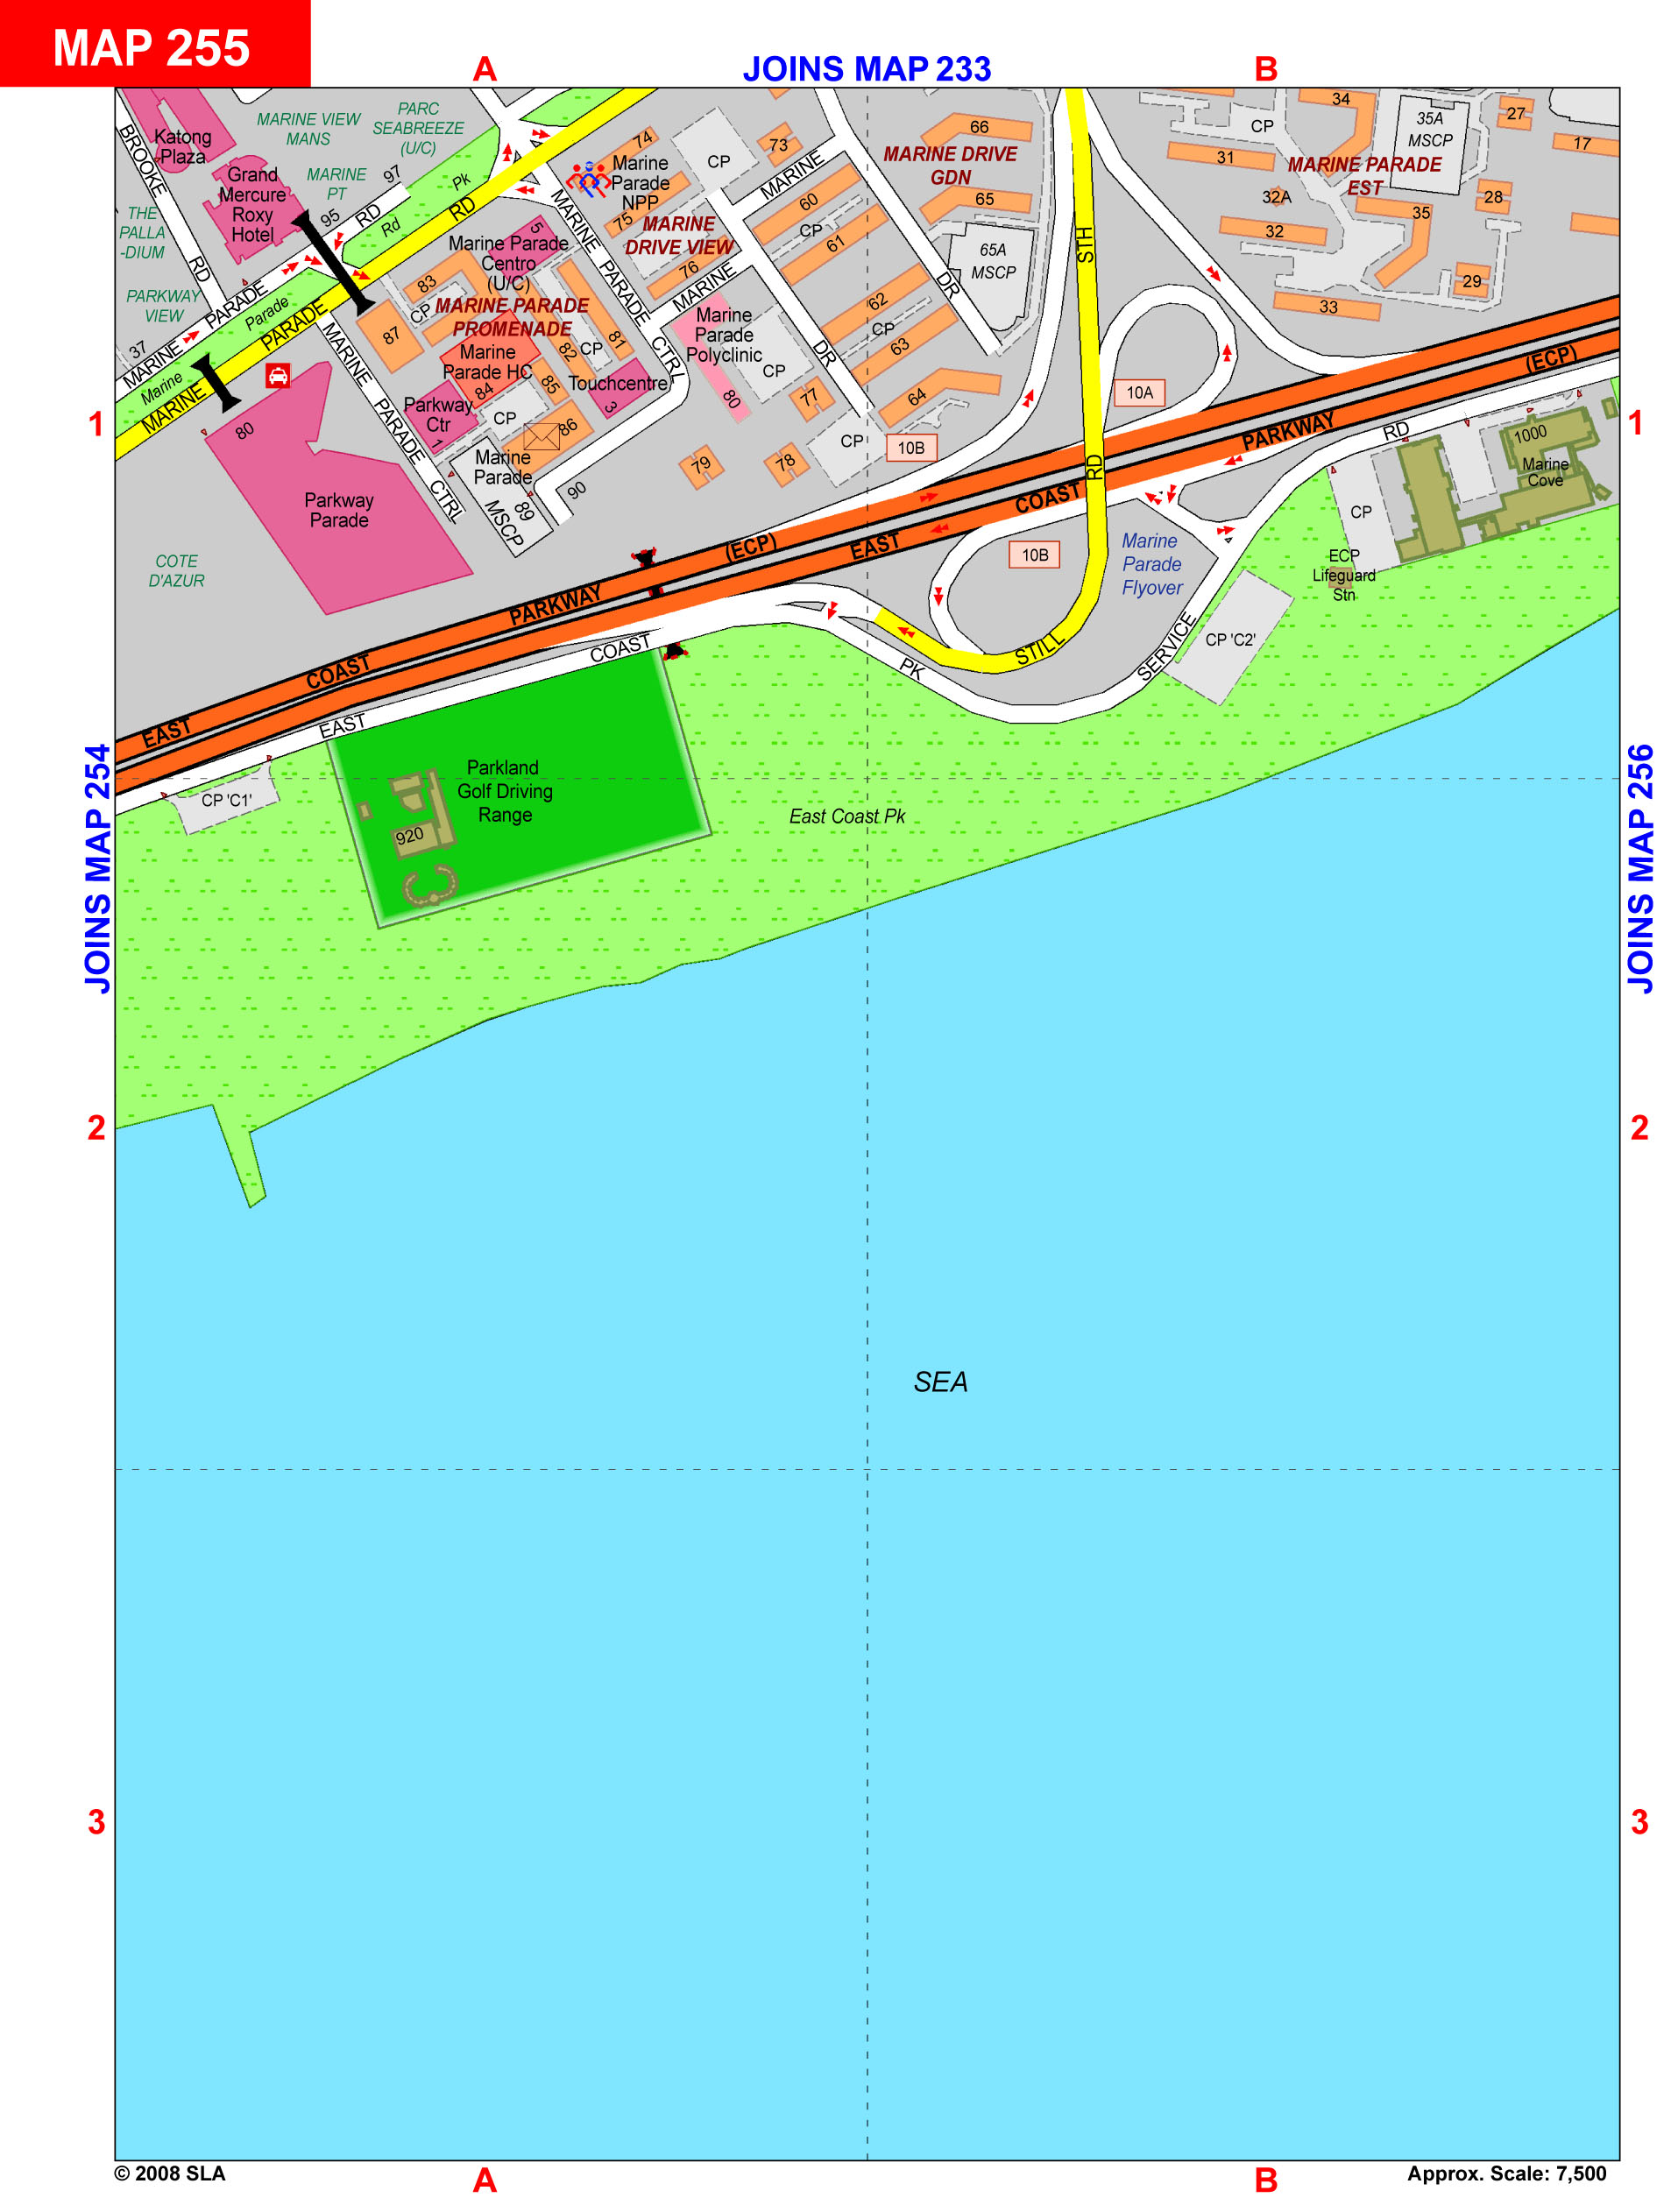 MAP 255
A
JOINS MAP 233
B
BROOKE
RD
Katong
Plaza
Grand
Mercure
Roxy
Hotel
MARINE VIEW
MANS
PARC
SEABREEZE
(U/C)
MARINE
PT
97
95
THE
PALLA
-DIUM
PARKWAY
VIEW
37
MARINE
PARADE
RD
Marine
Parade
Rd
Pk
MARINE
PARADE
RD
74
Marine
Parade
NPP
75
MARINE
DRIVE VIEW
76
CP
73
MARINE
60
CP
61
MARINE
62
CP
63
64
DR
DR
MARINE DRIVE
GDN
66
65
65A
MSCP
STH
34
CP
31
35A
MSCP
27
17
MARINE PARADE
EST
32A
28
35
32
29
33
Marine Parade
Centro
(U/C)
5
83
CP
87
MARINE PARADE
PROMENADE
Marine
Parade HC
84
82
CP
81
85
Touchcentre
3
Parkway
Ctr
1
CP
86
Marine
Parade
89
MSCP
90
MARINE
PARADE
CTRL
MARINE
PARADE
CTRL
Marine
Parade
Polyclinic
80
CP
77
CP
78
79
10B
10A
10B
80
Parkway
Parade
COTE
D'AZUR
1
1
EAST
COAST
PARKWAY
(ECP)
EAST
COAST
PARKWAY
(ECP)
RD
STILL
Marine
Parade
Flyover
EAST
COAST
PK
SERVICE
RD
CP
1000
Marine
Cove
ECP
Lifeguard
Stn
CP 'C2'
CP 'C1'
Parkland
Golf Driving
Range
920
East Coast Pk
JOINS MAP 254
JOINS MAP 256
2
2
SEA
3
3
© 2008 SLA
A
B
Approx. Scale: 7,500